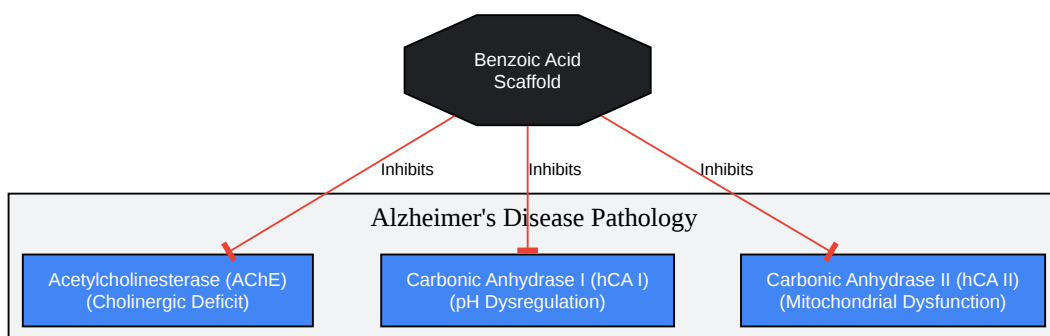 Benzoic Acid
Scaffold
Inhibits
Inhibits
Inhibits
Alzheimer's Disease Pathology
Acetylcholinesterase (AChE)
(Cholinergic Deficit)
Carbonic Anhydrase I (hCA I)
(pH Dysregulation)
Carbonic Anhydrase II (hCA II)
(Mitochondrial Dysfunction)